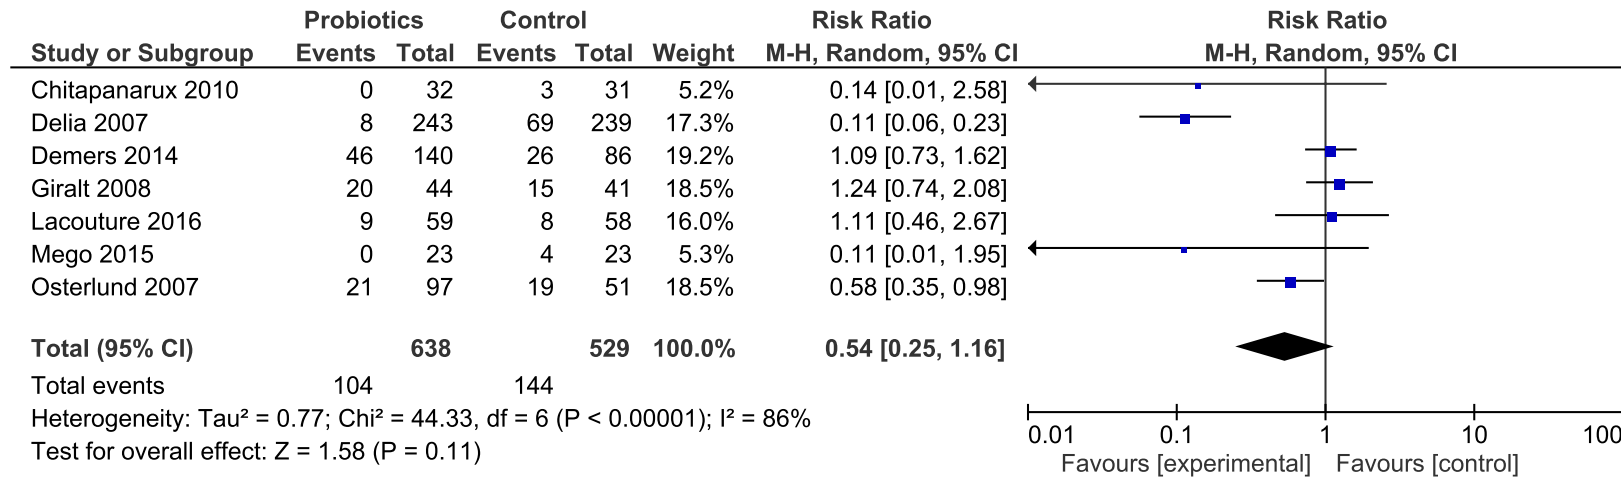 Probiotics Control Risk Ratio Risk Ratio
Study or Subgroup Events Total Events Total Weight M-H, Random, 95% CI M-H, Random, 95% CI
Chitapanarux 2010 0 32 3 31 5.2% 0.14 [0.01, 2.58]
Delia 2007 8 243 69 239 17.3% 0.11 [0.06, 0.23]
Demers 2014 46 140 26 86 19.2% 1.09 [0.73, 1.62]
Giralt 2008 20 44 15 41 18.5% 1.24 [0.74, 2.08]
Lacouture 2016 9 59 8 58 16.0% 1.11 [0.46, 2.67]
Mego 2015 0 23 4 23 5.3% 0.11 [0.01, 1.95]
Osterlund 2007 21 97 19 51 18.5% 0.58 [0.35, 0.98]
Total (95% CI) 638 529 100.0% 0.54 [0.25, 1.16]
Total events 104 144
Heterogeneity: Tau² = 0.77; Chi² = 44.33, df = 6 (P < 0.00001); I² = 86%
Test for overall effect: Z = 1.58 (P = 0.11)
0.01 0.1 1 10 100
Favours [experimental] Favours [control]